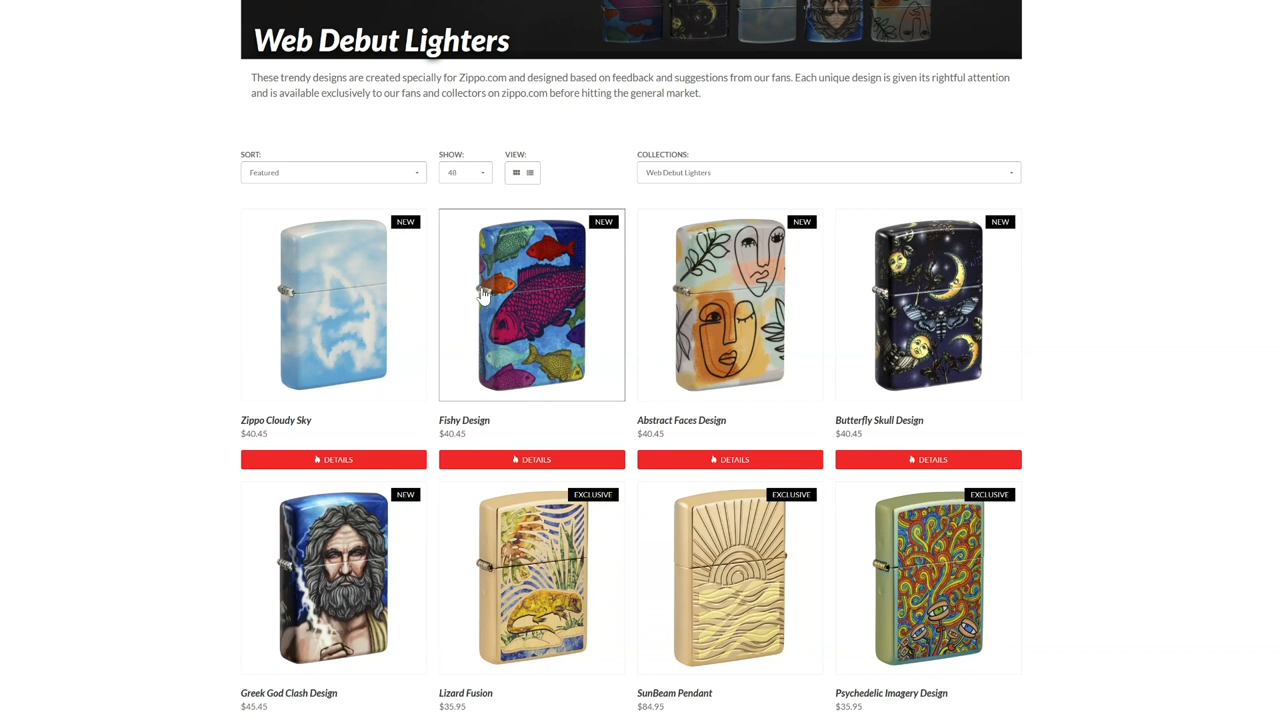 Web Debut Lighters
These trendy designs are created specially for Zippo.com and designed based on feedback and suggestions from our fans. Each unique design is given its rightful attention
and is available exclusively to our fans and collectors on zippo.com before hitting the general market.
SORT: SHOW: VIEW: COLLECTIONS:
Featured 48 Web Debut Lighters
NEW NEW NEW NEW
Zippo Cloudy Sky Fishy Design Abstract Faces Design Butterfly Skull Design
$40.45 $40.45 $40.45 $40.45
DETAILS DETAILS DETAILS DETAILS
NEW EXCLUSIVE EXCLUSIVE EXCLUSIVE
Greek God Clash Design Lizard Fusion SunBeam Pendant Psychedelic Imagery Design
$45.45 $35.95 $84.95 $35.95